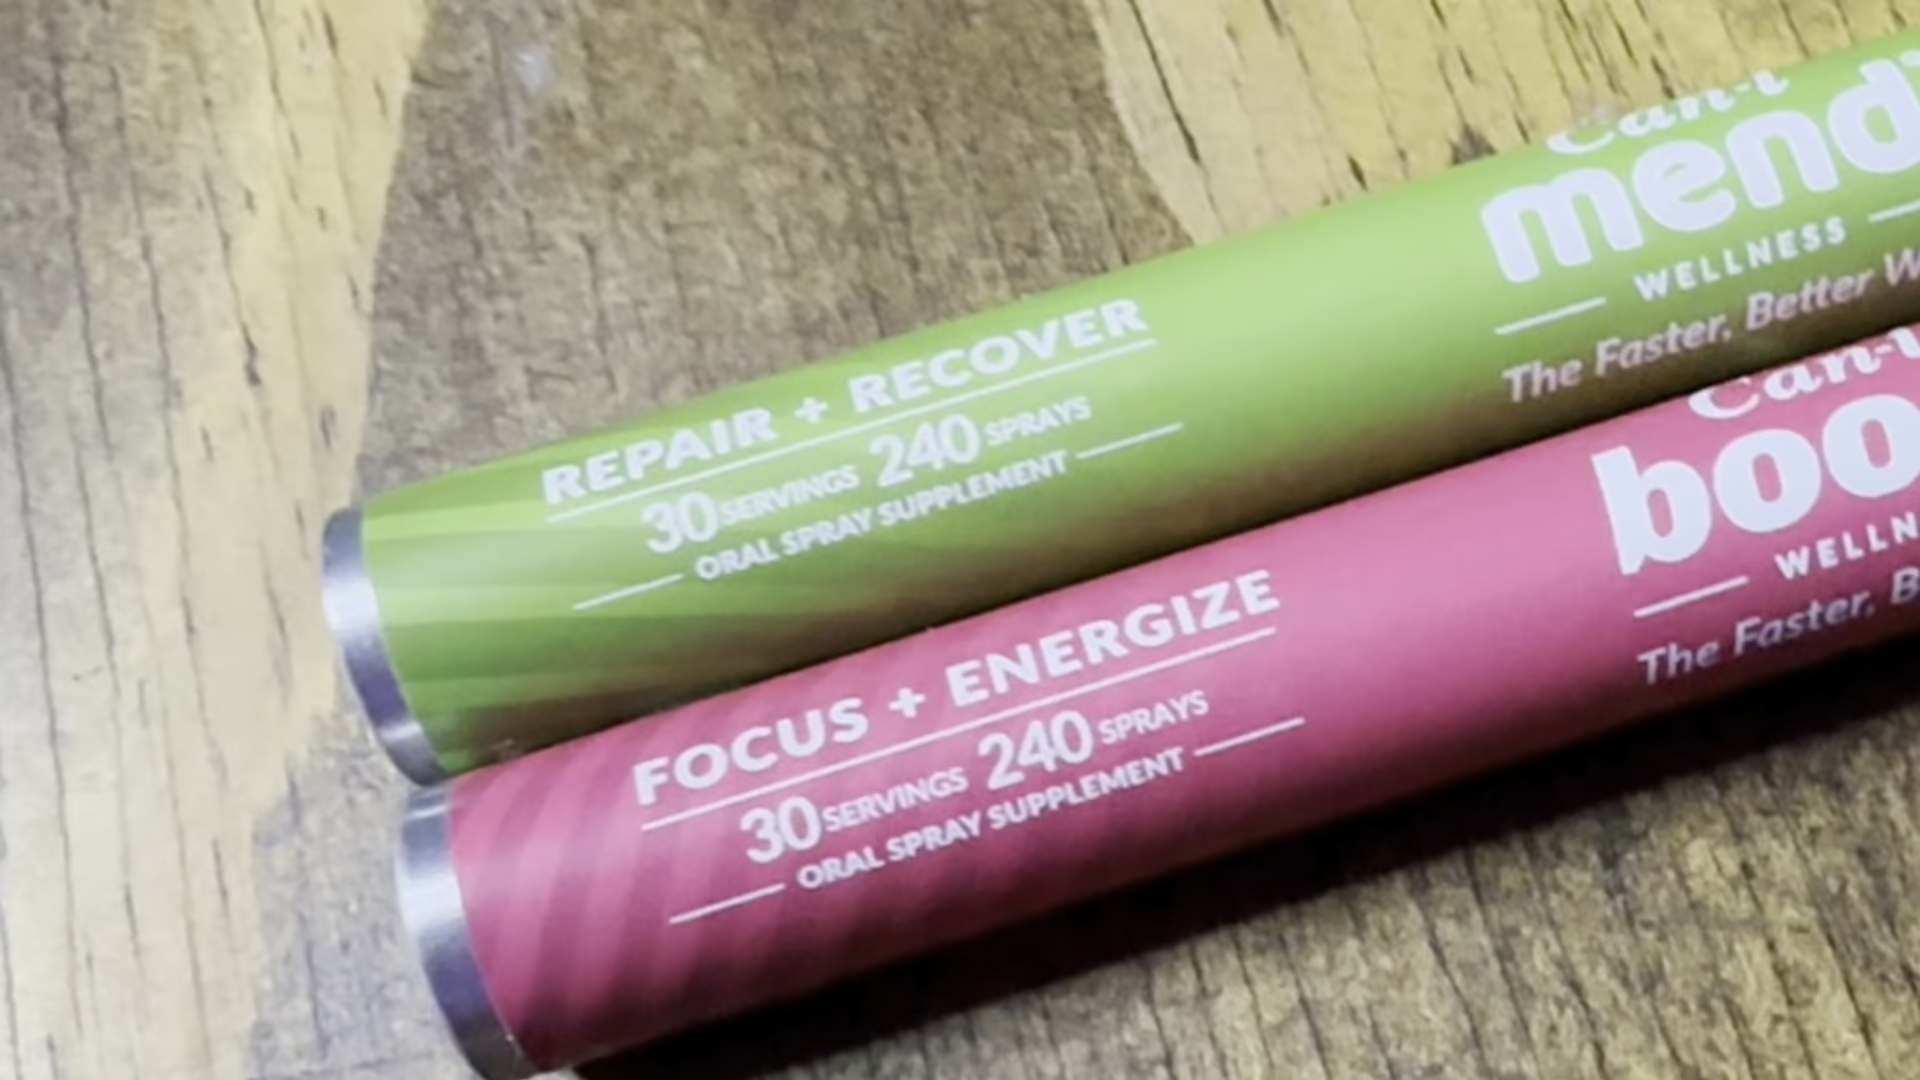 REPAIR + RECOVER
30 SERVINGS 240 SPRAYS
ORAL SPRAY SUPPLEMENT
mend
WELLNESS
The Faster, Better
FOCUS + ENERGIZE
30 SERVINGS 240 SPRAYS
ORAL SPRAY SUPPLEMENT
boo
WELLN
The Faster,